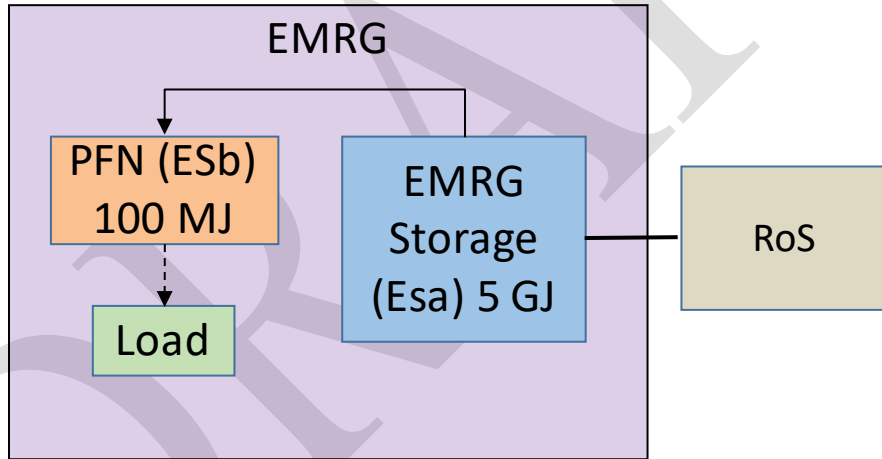 EMRG
PFN (ESb)
100 MJ
EMRG
Storage
(Esa) 5 GJ
RoS
Load